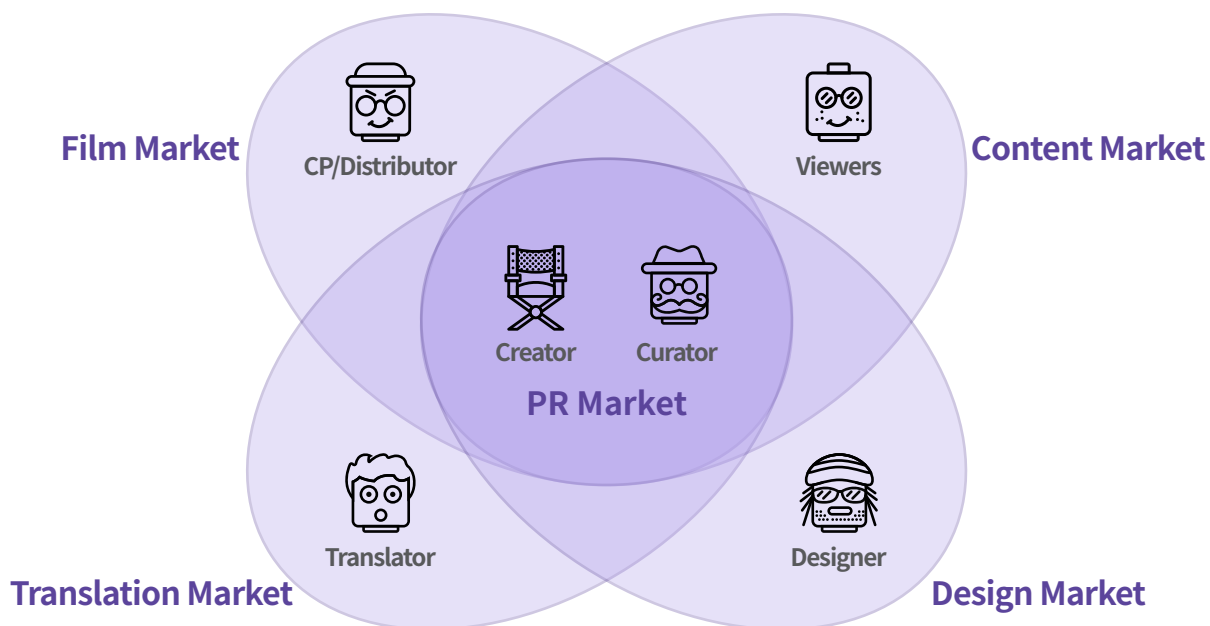 Film Market
CP/Distributor
Viewers
Content Market
Creator
Curator
PR Market
Translator
Designer
Translation Market
Design Market